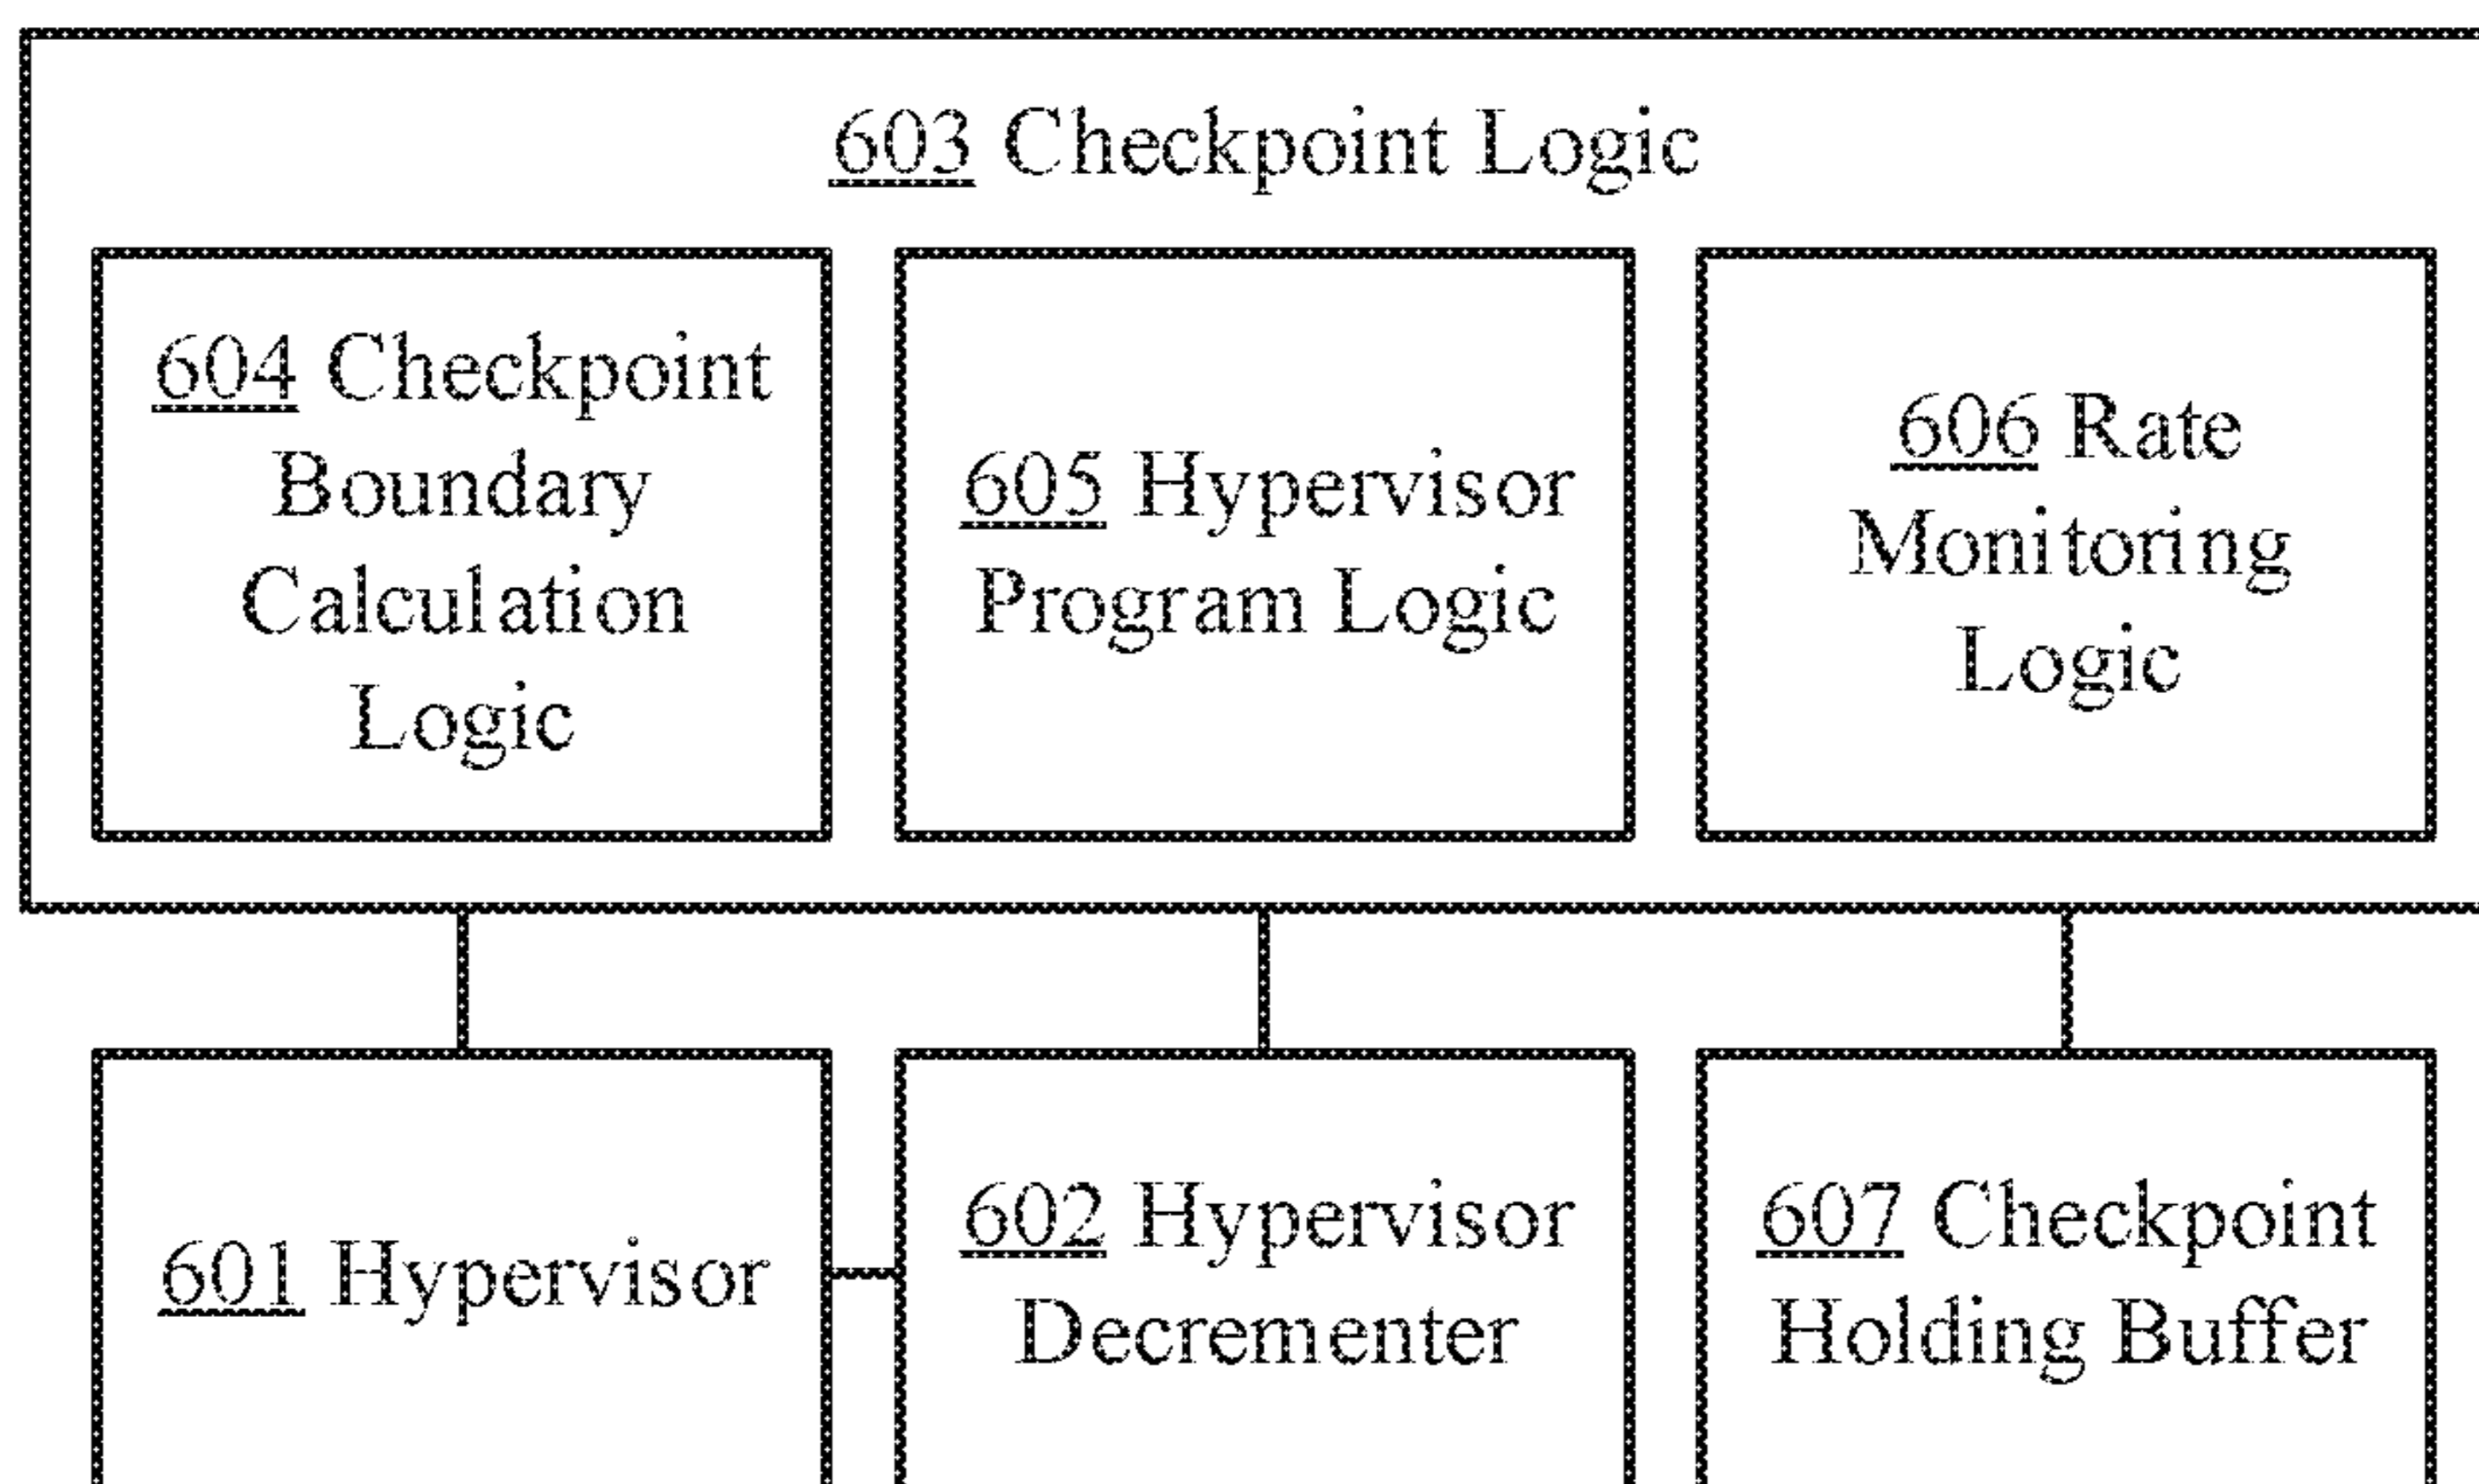 603 Checkpoint Logic
604 Checkpoint
Boundary
Calculation
Logic
605 Hypervisor
Program Logic
606 Rate
Monitoring
Logic
601 Hypervisor
602 Hypervisor
Decrementer
607 Checkpoint
Holding Buffer